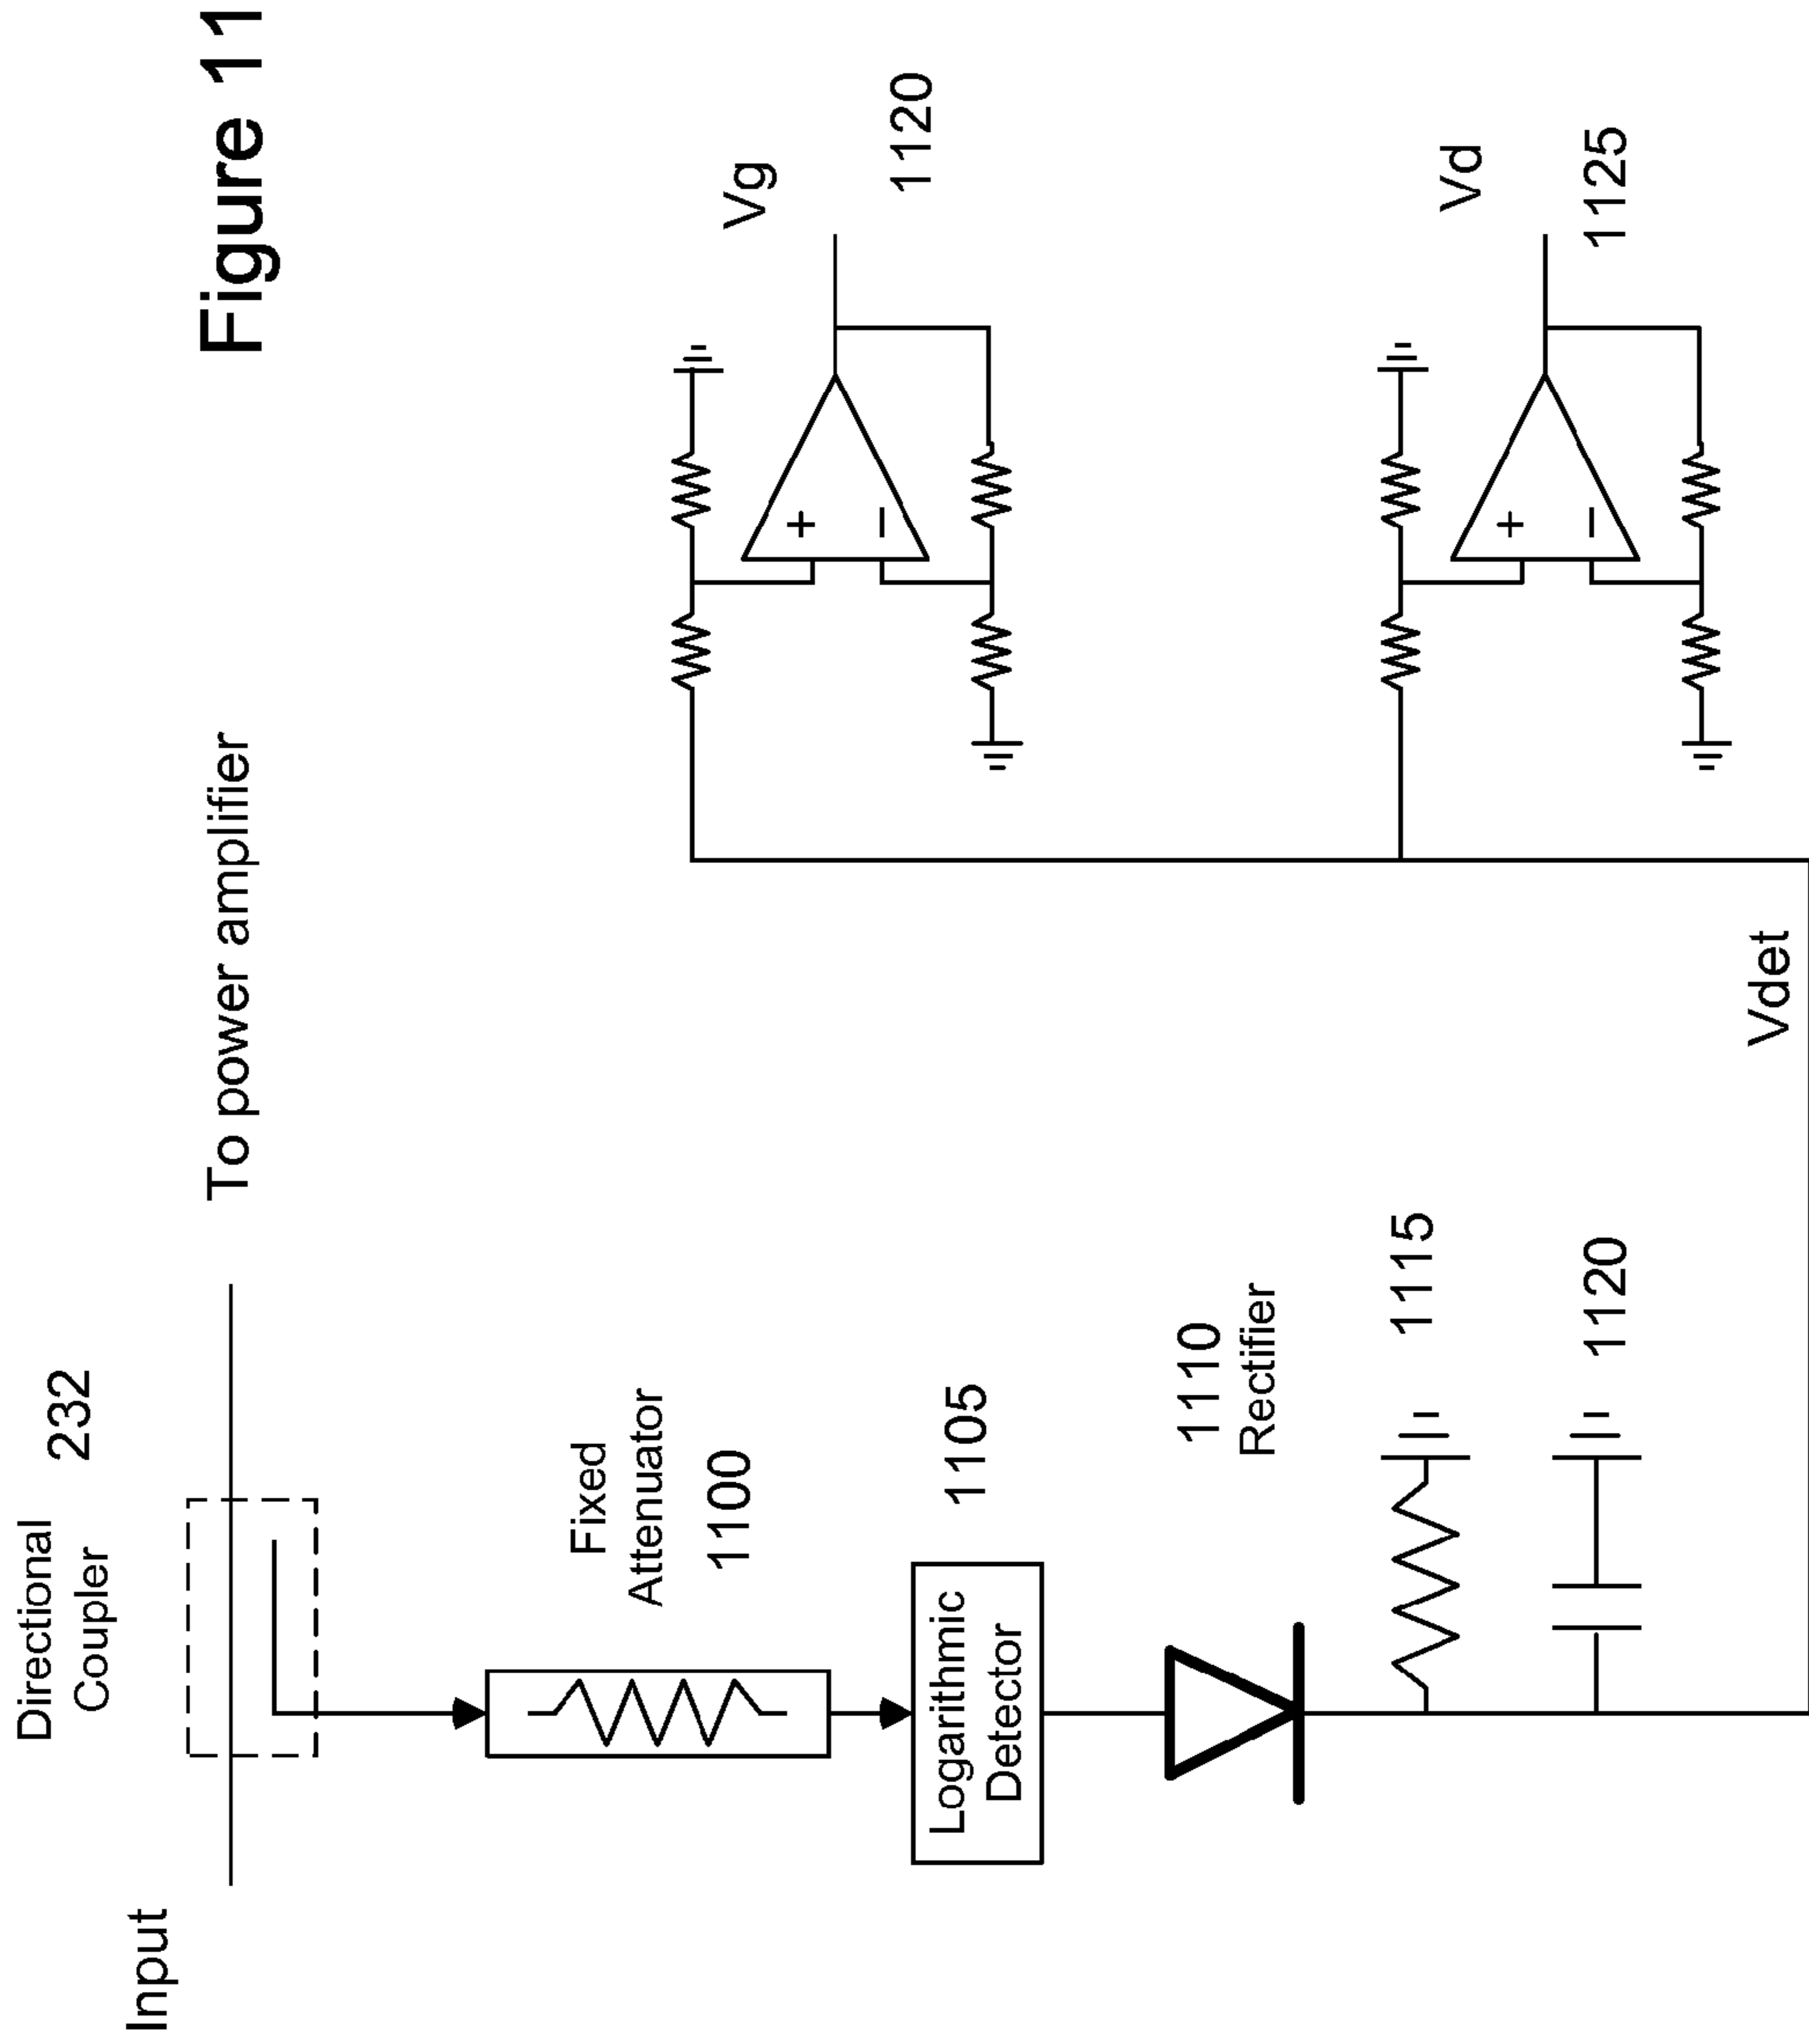 Figure 11
Directional
Coupler
232
Input
To power amplifier
Fixed
Attenuator
1100
Logarithmic
Detector
1105
1110
Rectifier
1115
1120
Vdet
+
−
Vg
1120
+
−
Vd
1125